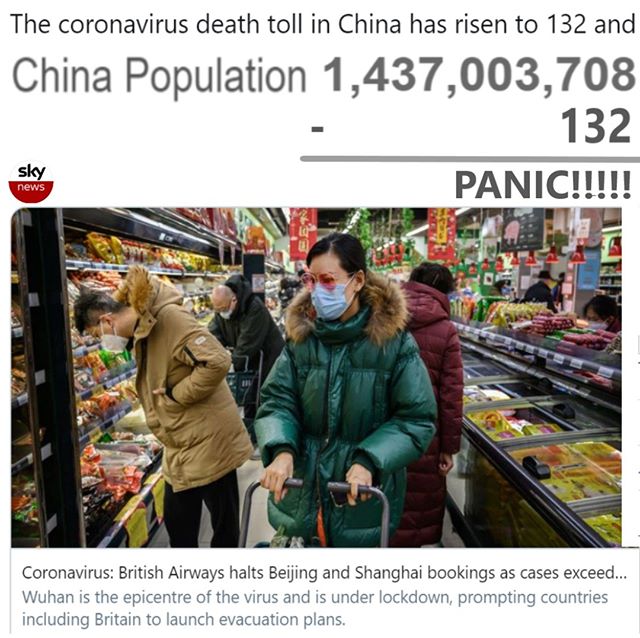 The coronavirus death toll in China has risen to 132 and
China Population 1,437,003,708
- 132
PANIC!!!!!
sky
news
Coronavirus: British Airways halts Beijing and Shanghai bookings as cases exceed...
Wuhan is the epicentre of the virus and is under lockdown, prompting countries
including Britain to launch evacuation plans.